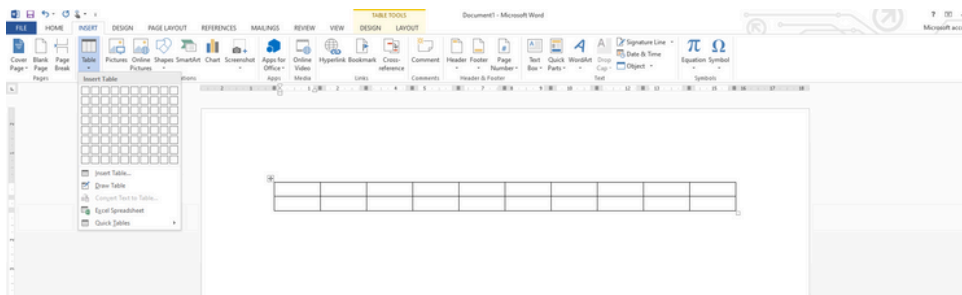 TABLE TOOLS
Document1 - Microsoft Word
FILE HOME INSERT DESIGN PAGE LAYOUT REFERENCES MAILINGS REVIEW VIEW DESIGN LAYOUT
Microsoft acc
Cover Page
Blank Page
Page Break
Pages
Table
Pictures
Online Pictures
Shapes
SmartArt
Chart
Screenshot
Apps for Office
Apps
Online Video
Media
Hyperlink
Bookmark
Cross-reference
Links
Comment
Comments
Header
Footer
Page Number
Header & Footer
Text Box
Quick Parts
WordArt
Drop Cap
Signature Line
Date & Time
Object
Text
Equation
Symbol
Symbols
Insert Table
Insert Table...
Draw Table
Convert Text to Table...
Excel Spreadsheet
Quick Tables